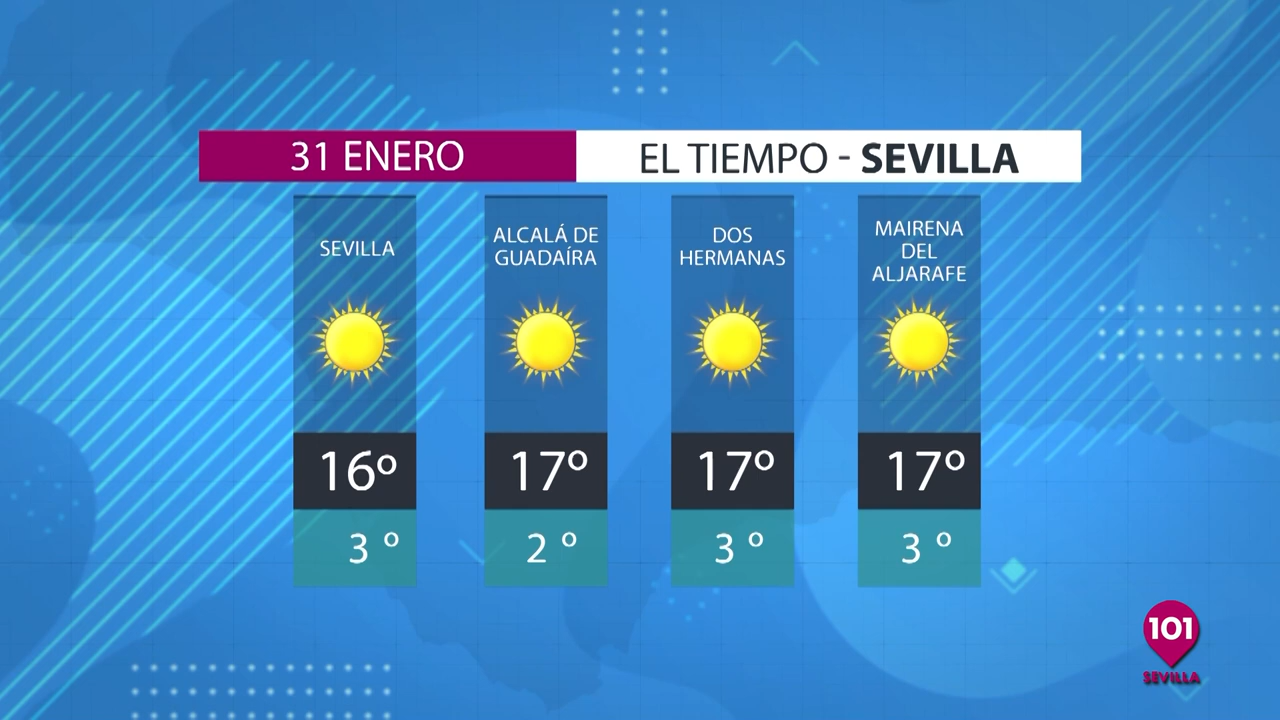 31 ENERO
EL TIEMPO - SEVILLA
SEVILLA
16º
3 º
ALCALÁ DE
GUADAÍRA
17º
2 º
DOS
HERMANAS
17º
3 º
MAIRENA
DEL
ALJARAFE
17º
3 º
101
SEVILLA